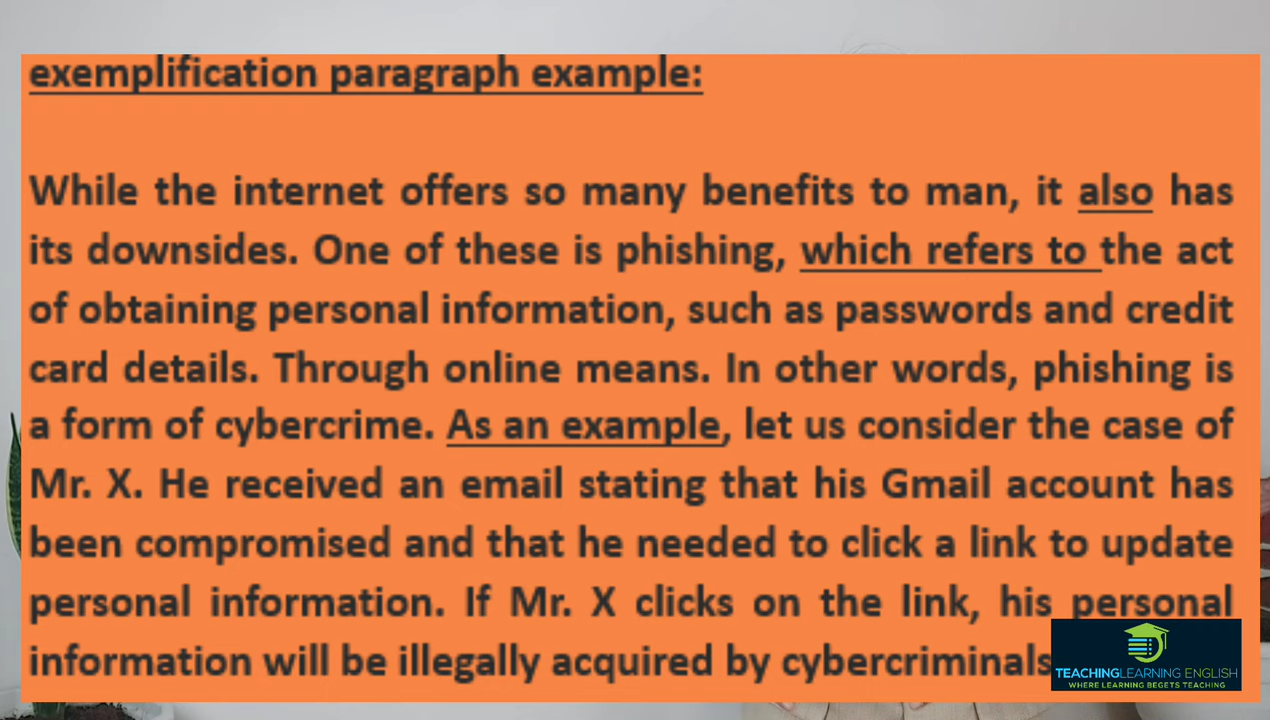 exemplification paragraph example:
While the internet offers so many benefits to man, it also has
its downsides. One of these is phishing, which refers to the act
of obtaining personal information, such as passwords and credit
card details. Through online means. In other words, phishing is
a form of cybercrime. As an example, let us consider the case of
Mr. X. He received an email stating that his Gmail account has
been compromised and that he needed to click a link to update
personal information. If Mr. X clicks on the link, his personal
information will be illegally acquired by cybercriminals
TEACHINGLEARNING ENGLISH
WHERE LEARNING BEGETS TEACHING